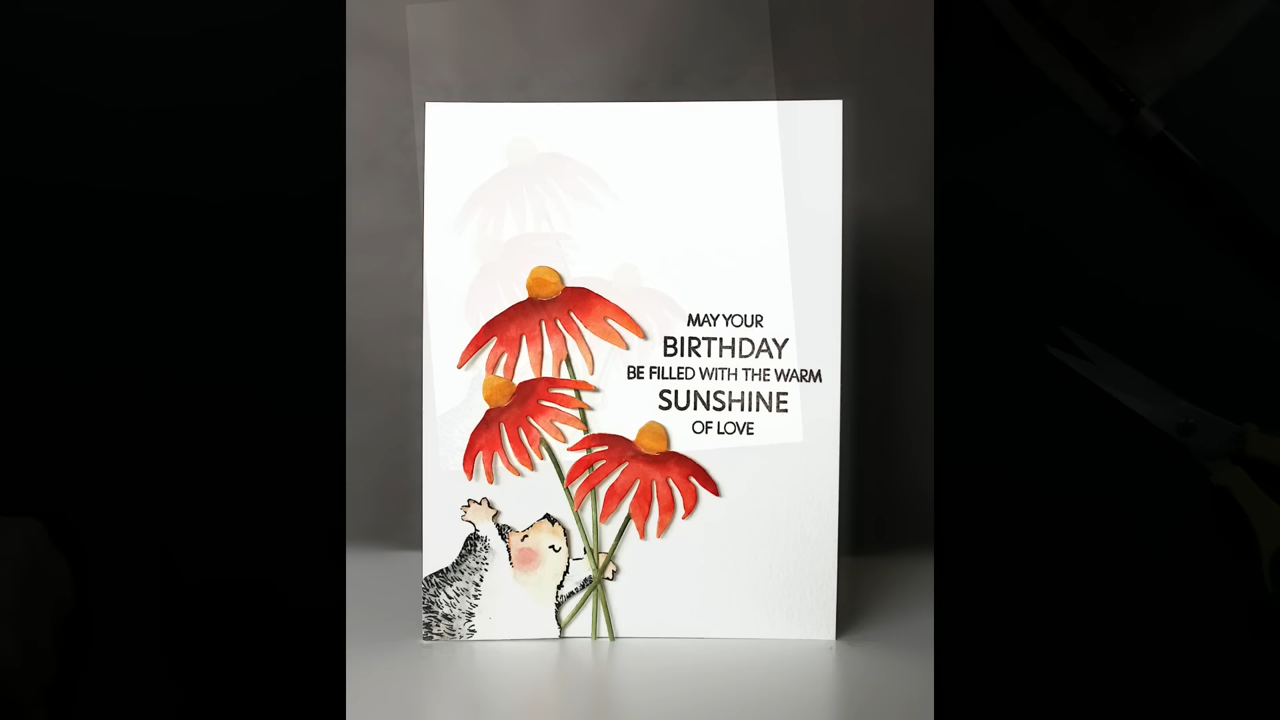 MAY YOUR
BIRTHDAY
BE FILLED WITH THE WARM
SUNSHINE
OF LOVE